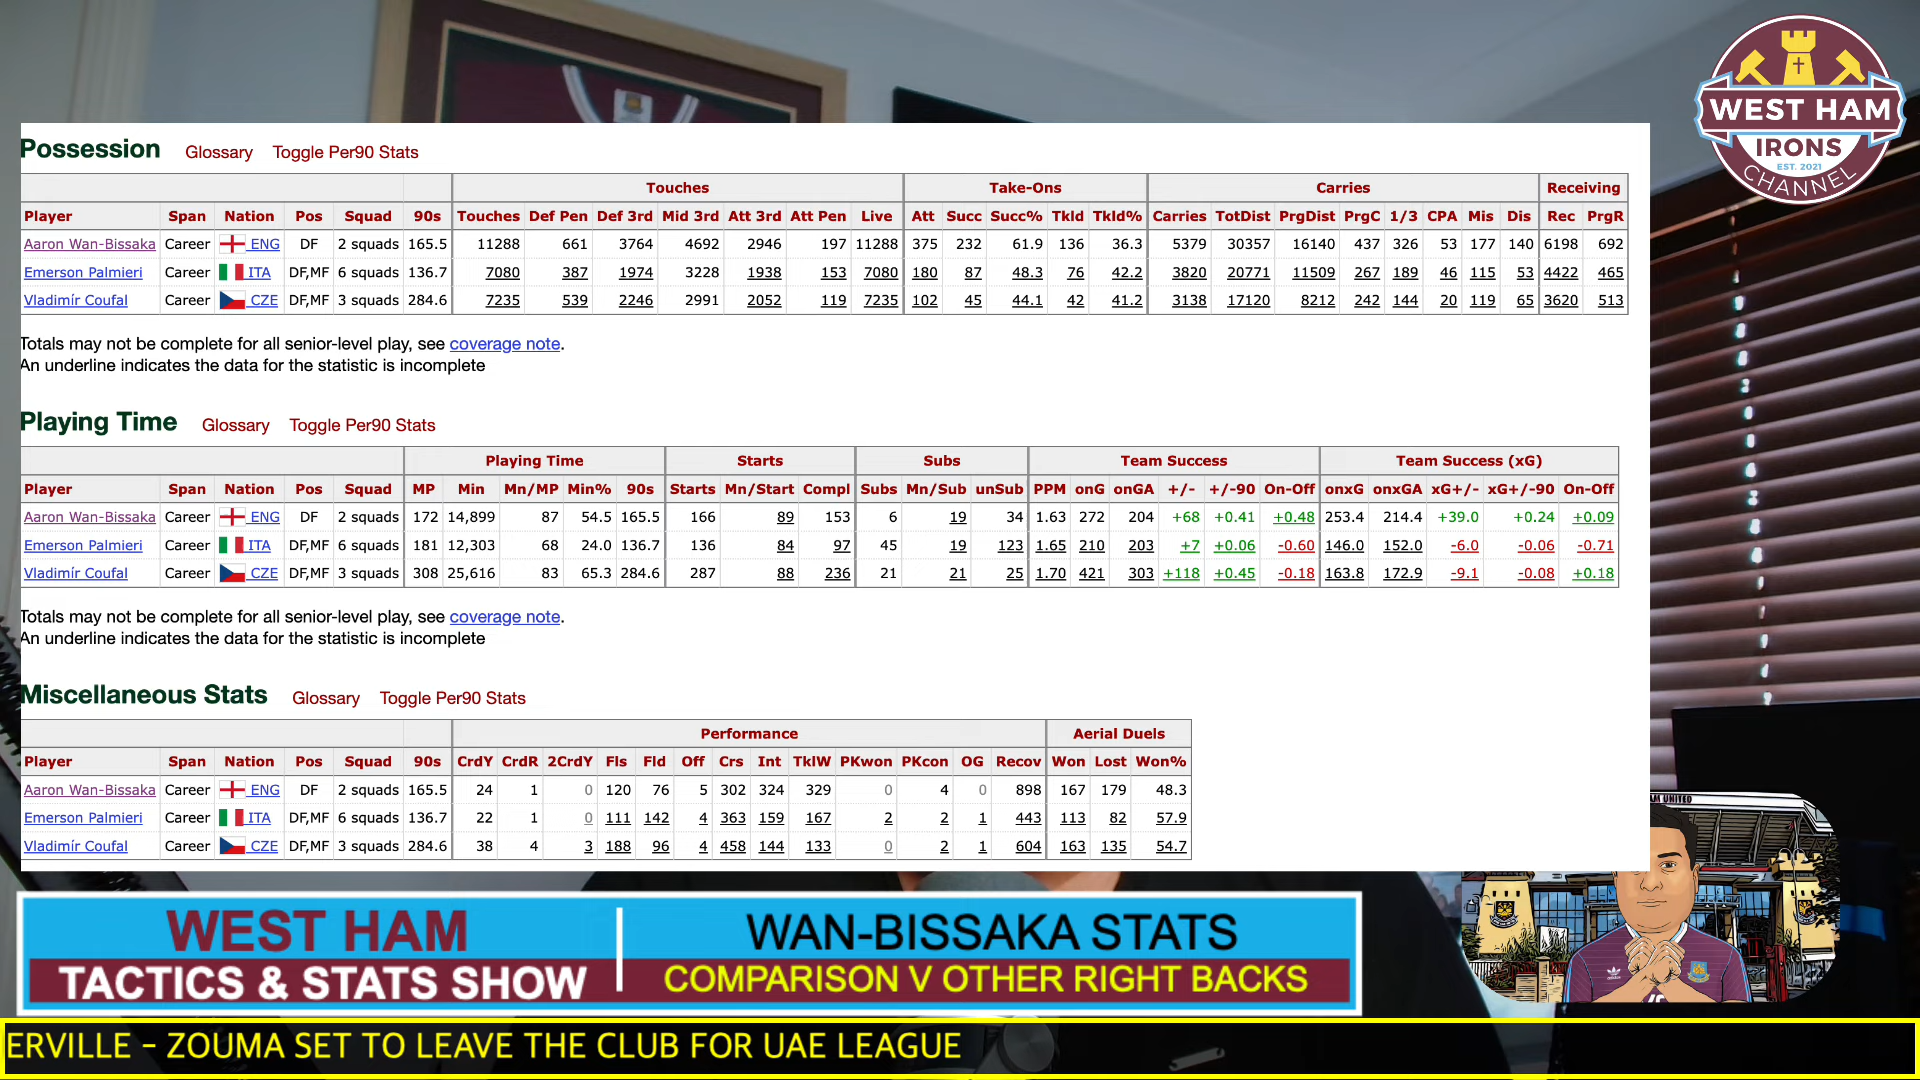 WEST HAM
IRONS
EST. 2021
CHANNEL
Possession Glossary Toggle Per90 Stats
Touches Take-Ons Carries Receiving
Player Span Nation Pos Squad 90s Touches Def Pen Def 3rd Mid 3rd Att 3rd Att Pen Live Att Succ Succ% Tkld Tkld% Carries TotDist PrgDist PrgC 1/3 CPA Mis Dis Rec PrgR
Aaron Wan-Bissaka Career ENG DF 2 squads 165.5 11288 661 3764 4692 2946 197 11288 375 232 61.9 136 36.3 5379 30357 16140 437 326 53 177 140 6198 692
Emerson Palmieri Career ITA DF,MF 6 squads 136.7 7080 387 1974 3228 1938 153 7080 180 87 48.3 76 42.2 3820 20771 11509 267 189 46 115 53 4422 465
Vladimír Coufal Career CZE DF,MF 3 squads 284.6 7235 539 2246 2991 2052 119 7235 102 45 44.1 42 41.2 3138 17120 8212 242 144 20 119 65 3620 513
Totals may not be complete for all senior-level play, see coverage note.
An underline indicates the data for the statistic is incomplete
Playing Time Glossary Toggle Per90 Stats
Playing Time Starts Subs Team Success Team Success (xG)
Player Span Nation Pos Squad MP Min Mn/MP Min% 90s Starts Mn/Start Compl Subs Mn/Sub unSub PPM onG onGA +/- +/-90 On-Off onxG onxGA xG+/- xG+/-90 On-Off
Aaron Wan-Bissaka Career ENG DF 2 squads 172 14,899 87 54.5 165.5 166 89 153 6 19 34 1.63 272 204 +68 +0.41 +0.48 253.4 214.4 +39.0 +0.24 +0.09
Emerson Palmieri Career ITA DF,MF 6 squads 181 12,303 68 24.0 136.7 136 84 97 45 19 123 1.65 210 203 +7 +0.06 -0.60 146.0 152.0 -6.0 -0.06 -0.71
Vladimír Coufal Career CZE DF,MF 3 squads 308 25,616 83 65.3 284.6 287 88 236 21 21 25 1.70 421 303 +118 +0.45 -0.18 163.8 172.9 -9.1 -0.08 +0.18
Totals may not be complete for all senior-level play, see coverage note.
An underline indicates the data for the statistic is incomplete
Miscellaneous Stats Glossary Toggle Per90 Stats
Performance Aerial Duels
Player Span Nation Pos Squad 90s CrdY CrdR 2CrdY Fls Fld Off Crs Int TklW PKwon PKcon OG Recov Won Lost Won%
Aaron Wan-Bissaka Career ENG DF 2 squads 165.5 24 1 0 120 76 5 302 324 329 0 4 0 898 167 179 48.3
Emerson Palmieri Career ITA DF,MF 6 squads 136.7 22 1 0 111 142 4 363 159 167 2 2 1 443 113 82 57.9
Vladimír Coufal Career CZE DF,MF 3 squads 284.6 38 4 3 188 96 4 458 144 133 0 2 1 604 163 135 54.7
WEST HAM
TACTICS & STATS SHOW
WAN-BISSAKA STATS
COMPARISON V OTHER RIGHT BACKS
ERVILLE - ZOUMA SET TO LEAVE THE CLUB FOR UAE LEAGUE